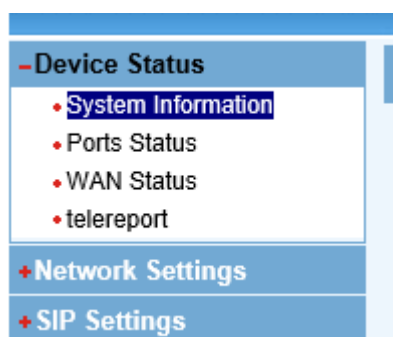 Device Status
System Information
Ports Status
WAN Status
telereport
Network Settings
SIP Settings